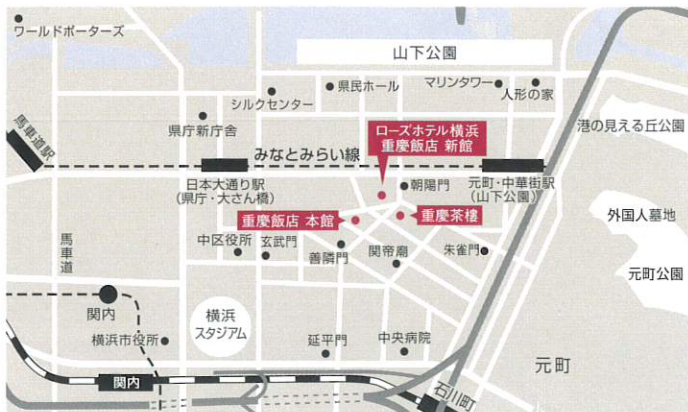 ワールドポーターズ
山下公園
県民ホール
マリンタワー
人形の家
シルクセンター
県庁新庁舎
港の見える丘公園
ローズホテル横浜
重慶飯店 新館
馬車道駅
みなとみらい線
日本大通り駅
(県庁・大さん橋)
朝陽門
元町・中華街駅
(山下公園)
重慶飯店 本館
重慶茶樓
外国人墓地
馬車道
中区役所
玄武門
善隣門
関帝廟
朱雀門
元町公園
関内
横浜
スタジアム
横浜市役所
延平門
中央病院
元町
関内
石川町